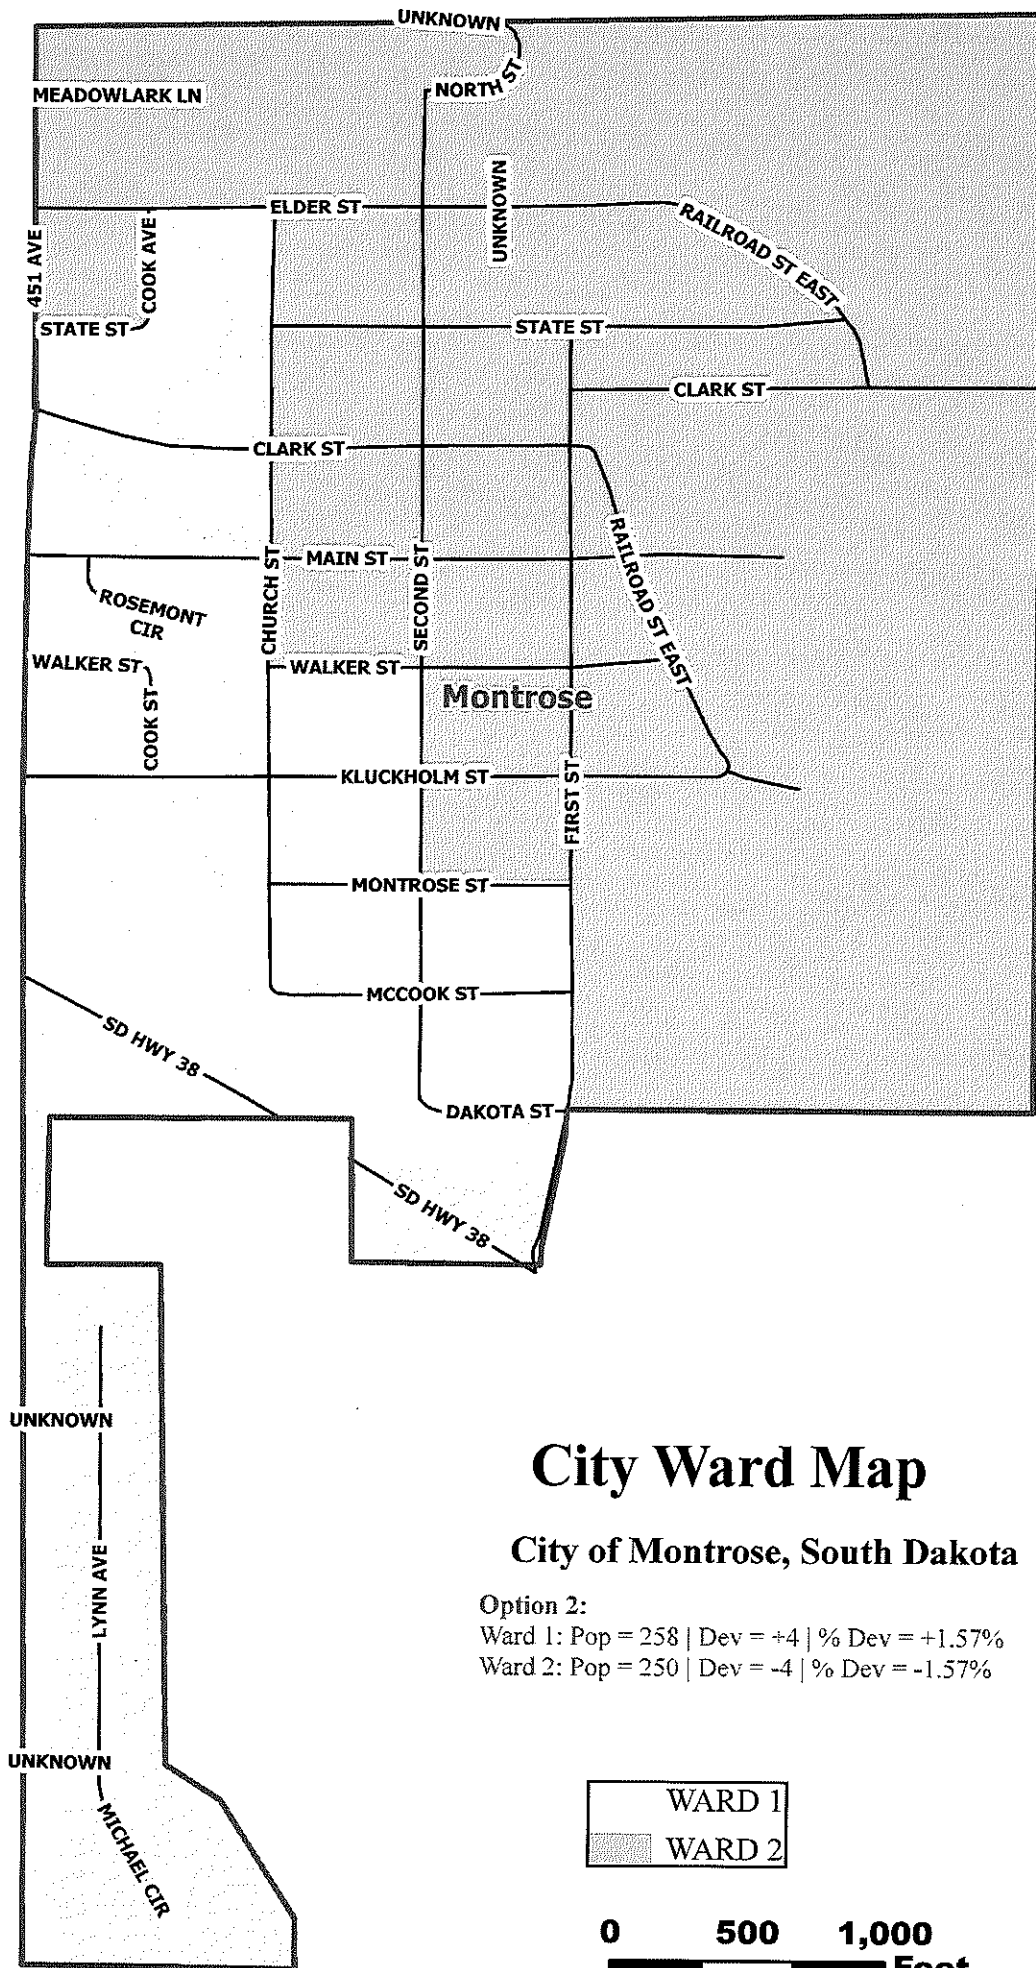 UNKNOWN
NORTH ST
MEADOWLARK LN
UNKNOWN
ELDER ST
RAILROAD ST EAST
451 AVE
COOK AVE
STATE ST
STATE ST
CLARK ST
CLARK ST
MAIN ST
CHURCH ST
SECOND ST
RAILROAD ST EAST
ROSEMONT
CIR
WALKER ST
WALKER ST
Montrose
COOK ST
KLUCKHOLM ST
FIRST ST
MONTROSE ST
MCCOOK ST
SD HWY 38
DAKOTA ST
SD HWY 38
UNKNOWN
LYNN AVE
UNKNOWN
MICHAEL CIR
City Ward Map
City of Montrose, South Dakota
Option 2:
Ward 1: Pop = 258 | Dev = +4 | % Dev = +1.57%
Ward 2: Pop = 250 | Dev = -4 | % Dev = -1.57%
WARD 1
WARD 2
0 500 1,000
Feet